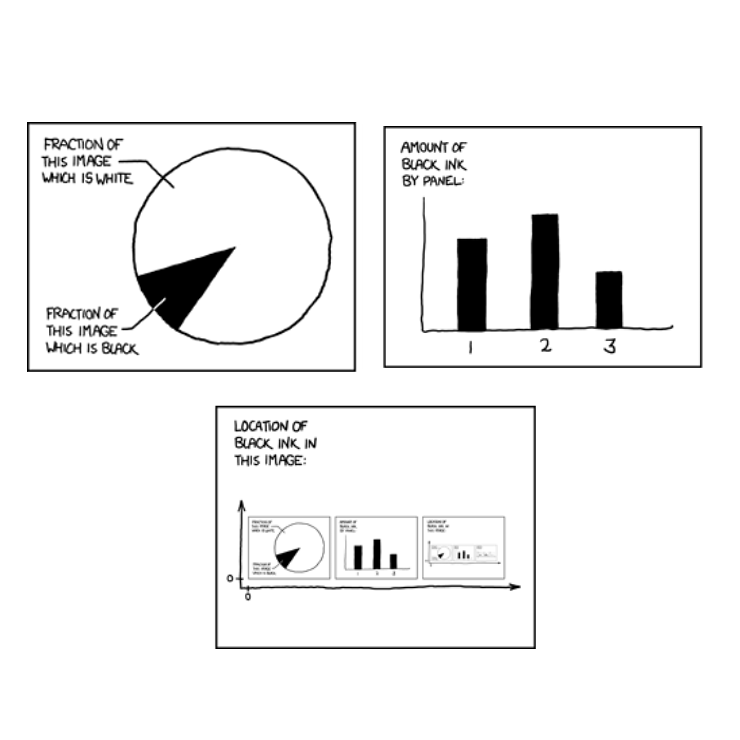 FRACTION OF
THIS IMAGE
WHICH IS WHITE
FRACTION OF
THIS IMAGE
WHICH IS BLACK
AMOUNT OF
BLACK INK
BY PANEL:
1 2 3
LOCATION OF
BLACK INK IN
THIS IMAGE:
FRACTION OF
THIS IMAGE
WHICH IS WHITE
FRACTION OF
THIS IMAGE
WHICH IS BLACK
AMOUNT OF
BLACK INK
BY PANEL:
1 2 3
LOCATION OF
BLACK INK IN
THIS IMAGE:
0
0